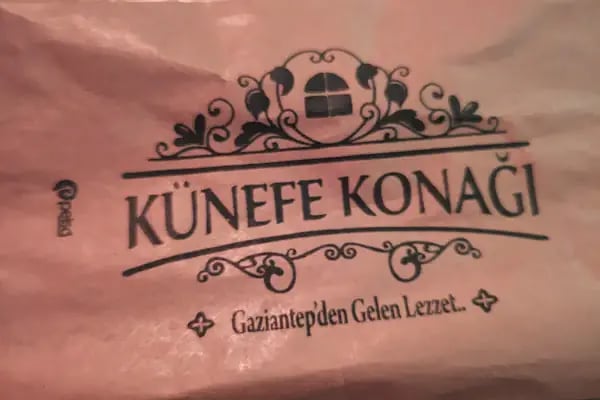 KÜNEFE KONAĞI
Gaziantep'den Gelen Lezzet..